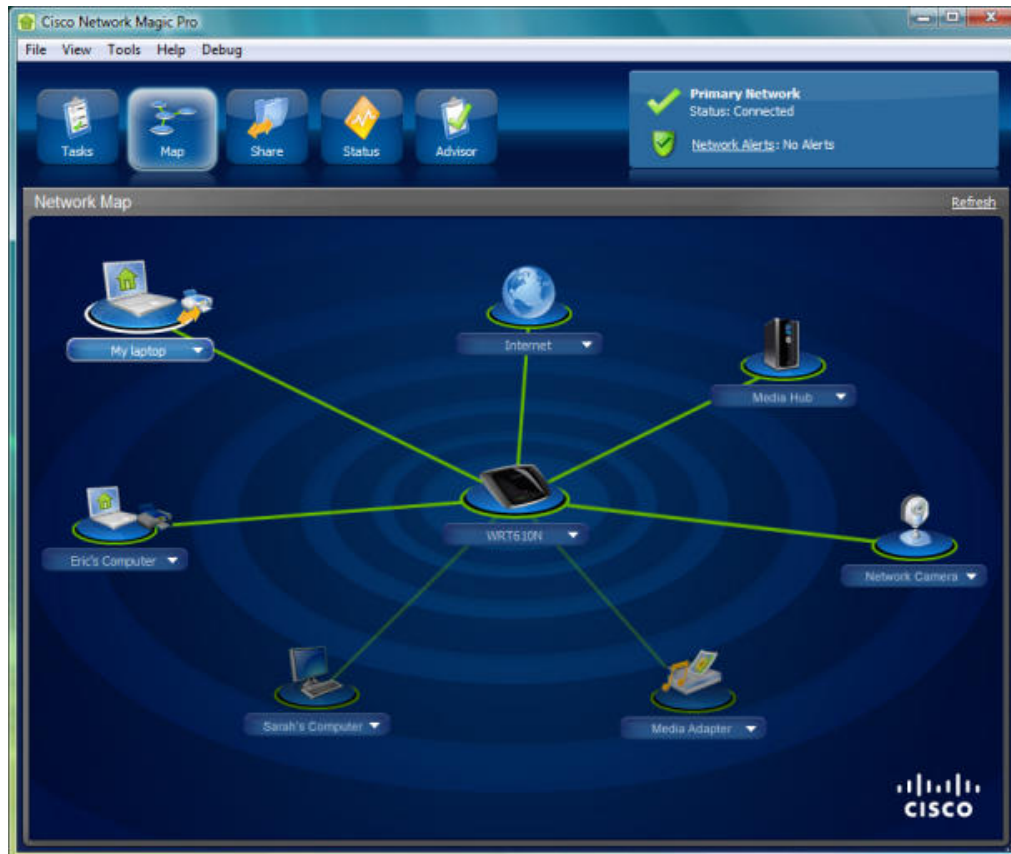 Cisco Network Magic Pro
File View Tools Help Debug
Tasks
Map
Share
Status
Advisor
Primary Network
Status: Connected
Network Alerts: No Alerts
Network Map
Refresh
My laptop
Internet
Media Hub
WRT610N
Eric's Computer
Network Camera
Sarah's Computer
Media Adapter
CISCO